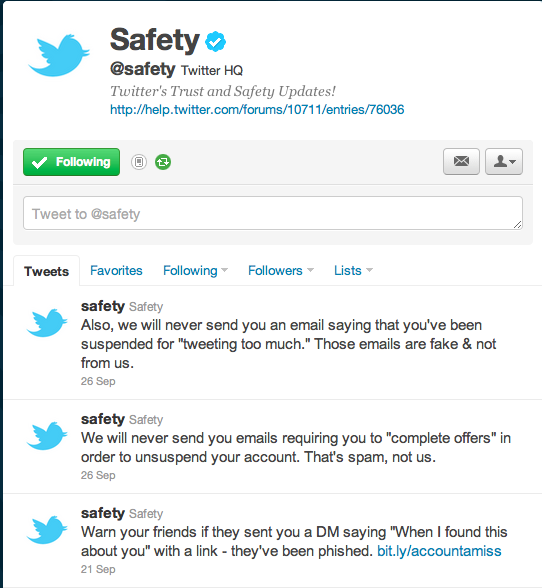 Safety
@safety Twitter HQ
Twitter's Trust and Safety Updates!
http://help.twitter.com/forums/10711/entries/76036
Following
Tweet to @safety
Tweets Favorites Following Followers Lists
safety Safety
Also, we will never send you an email saying that you've been
suspended for "tweeting too much." Those emails are fake & not
from us.
26 Sep
safety Safety
We will never send you emails requiring you to "complete offers" in
order to unsuspend your account. That's spam, not us.
26 Sep
safety Safety
Warn your friends if they sent you a DM saying "When I found this
about you" with a link - they've been phished. bit.ly/accountamiss
21 Sep